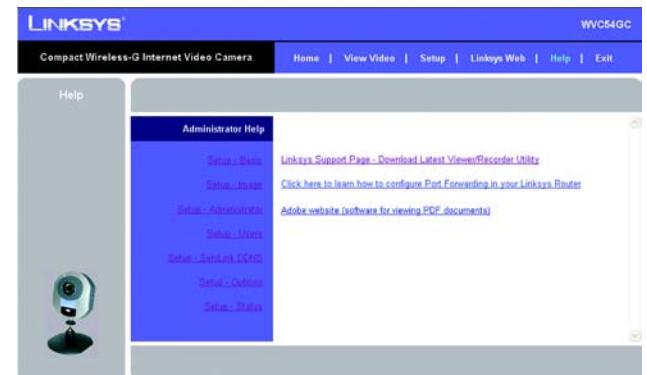 LINKSYS
WVC54GC
Compact Wireless-G Internet Video Camera
Home | View Video | Setup | Linksys Web | Help | Exit
Help
Administrator Help
Setup - Basic
Setup - Image
Setup - Administrator
Setup - Users
Setup - SoloLink DDNS
Setup - Options
Setup - Status
Linksys Support Page - Download Latest Viewer/Recorder Utility
Click here to learn how to configure Port Forwarding in your Linksys Router
Adobe website (software for viewing PDF documents)